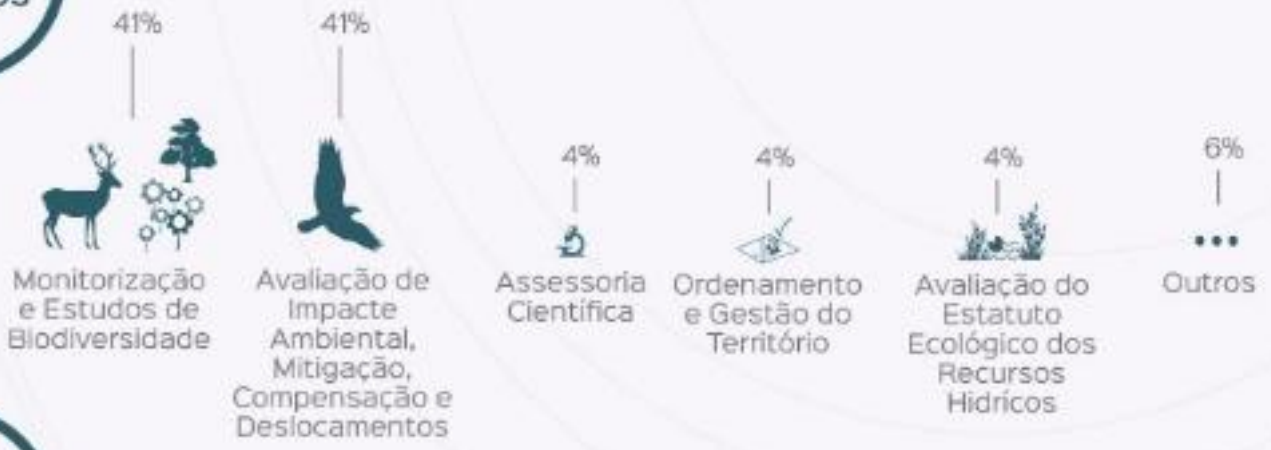 41%
41%
4%
4%
4%
6%
Monitorização
e Estudos de
Biodiversidade
Avaliação de
Impacte
Ambiental,
Mitigação,
Compensação e
Deslocamentos
Assessoria
Científica
Ordenamento
e Gestão do
Território
Avaliação do
Estatuto
Ecológico dos
Recursos
Hidrícos
Outros